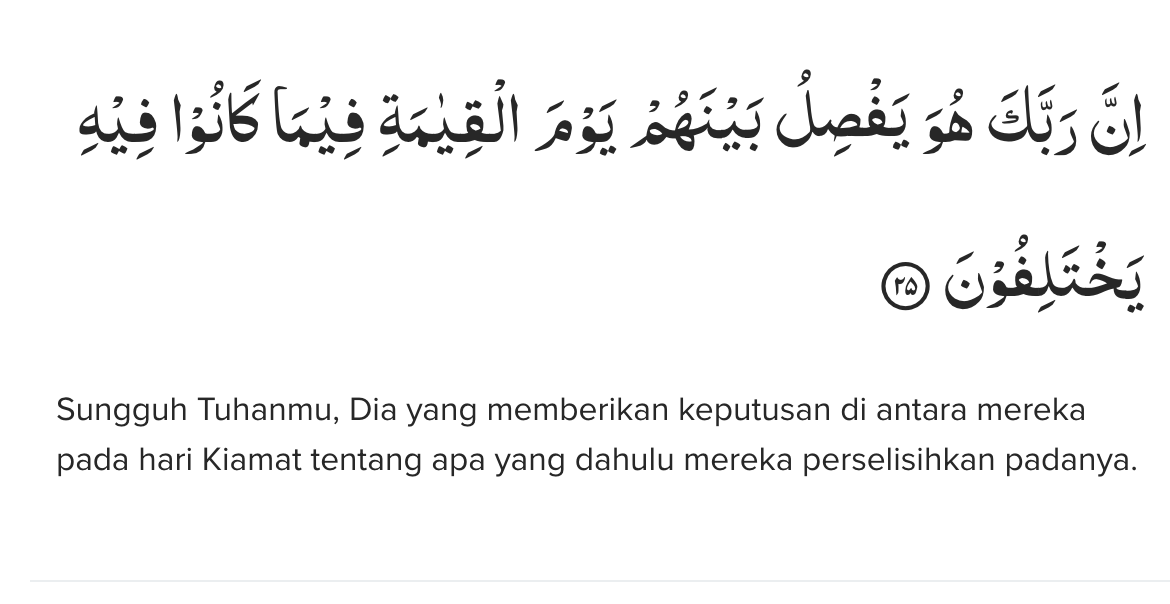 اِنَّ رَبَّكَ هُوَ يَفْصِلُ بَيْنَهُمْ يَوْمَ الْقِيٰمَةِ فِيْمَا كَانُوْا فِيْهِ
يَخْتَلِفُوْنَ ۲۵
Sungguh Tuhanmu, Dia yang memberikan keputusan di antara mereka
pada hari Kiamat tentang apa yang dahulu mereka perselisihkan padanya.